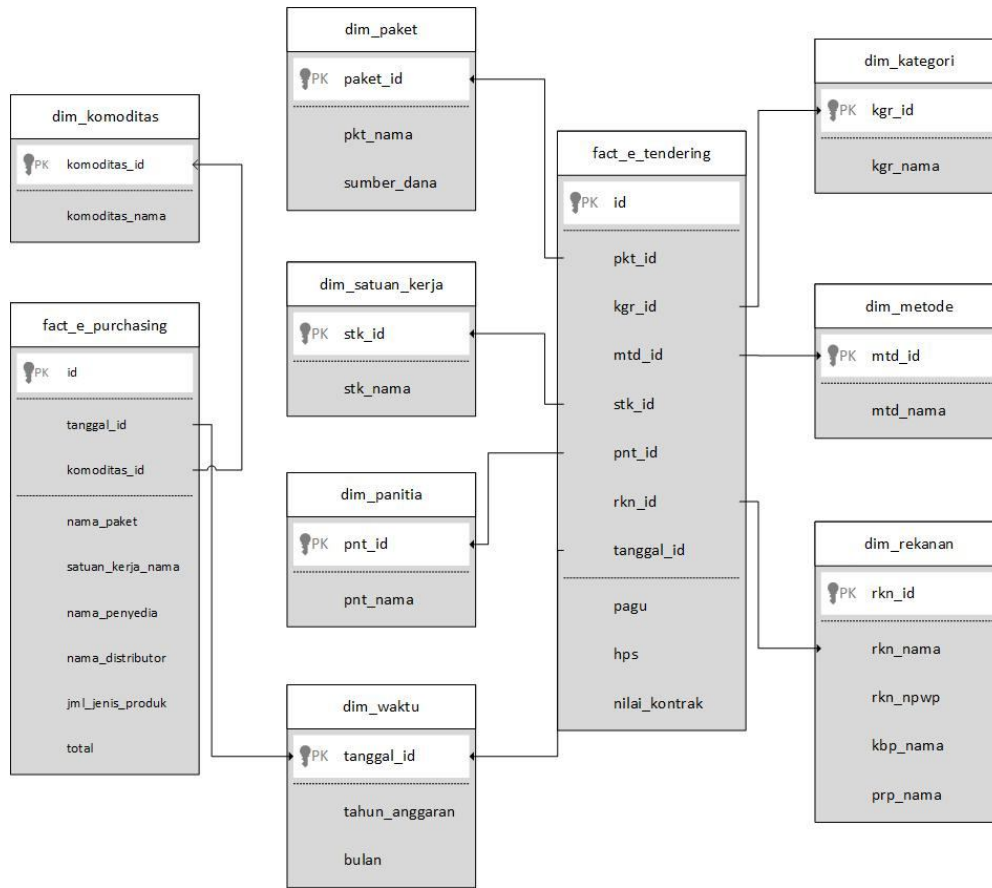 dim_paket
PK paket_id
pkt_nama
sumber_dana
dim_kategori
PK kgr_id
kgr_nama
dim_komoditas
PK komoditas_id
komoditas_nama
fact_e_tendering
PK id
pkt_id
kgr_id
mtd_id
stk_id
pnt_id
rkn_id
tanggal_id
pagu
hps
nilai_kontrak
dim_satuan_kerja
PK stk_id
stk_nama
dim_metode
PK mtd_id
mtd_nama
fact_e_purchasing
PK id
tanggal_id
komoditas_id
nama_paket
satuan_kerja_nama
nama_penyedia
nama_distributor
jml_jenis_produk
total
dim_panitia
PK pnt_id
pnt_nama
dim_rekanan
PK rkn_id
rkn_nama
rkn_npwp
kbp_nama
prp_nama
dim_waktu
PK tanggal_id
tahun_anggaran
bulan